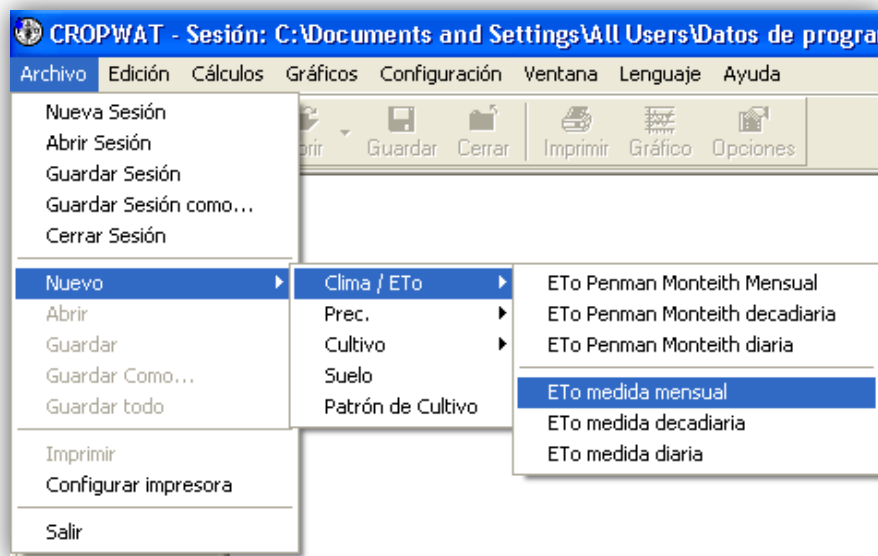 CROPWAT - Sesión: C:\Documents and Settings\All Users\Datos de progra
Archivo Edición Cálculos Gráficos Configuración Ventana Lenguaje Ayuda
Guardar Cerrar Imprimir Gráfico Opciones
Nueva Sesión
Abrir Sesión
Guardar Sesión
Guardar Sesión como...
Cerrar Sesión
Nuevo
Abrir
Guardar
Guardar Como...
Guardar todo
Imprimir
Configurar impresora
Salir
Clima / ETo
Prec.
Cultivo
Suelo
Patrón de Cultivo
ETo Penman Monteith Mensual
ETo Penman Monteith decadiaria
ETo Penman Monteith diaria
ETo medida mensual
ETo medida decadiaria
ETo medida diaria